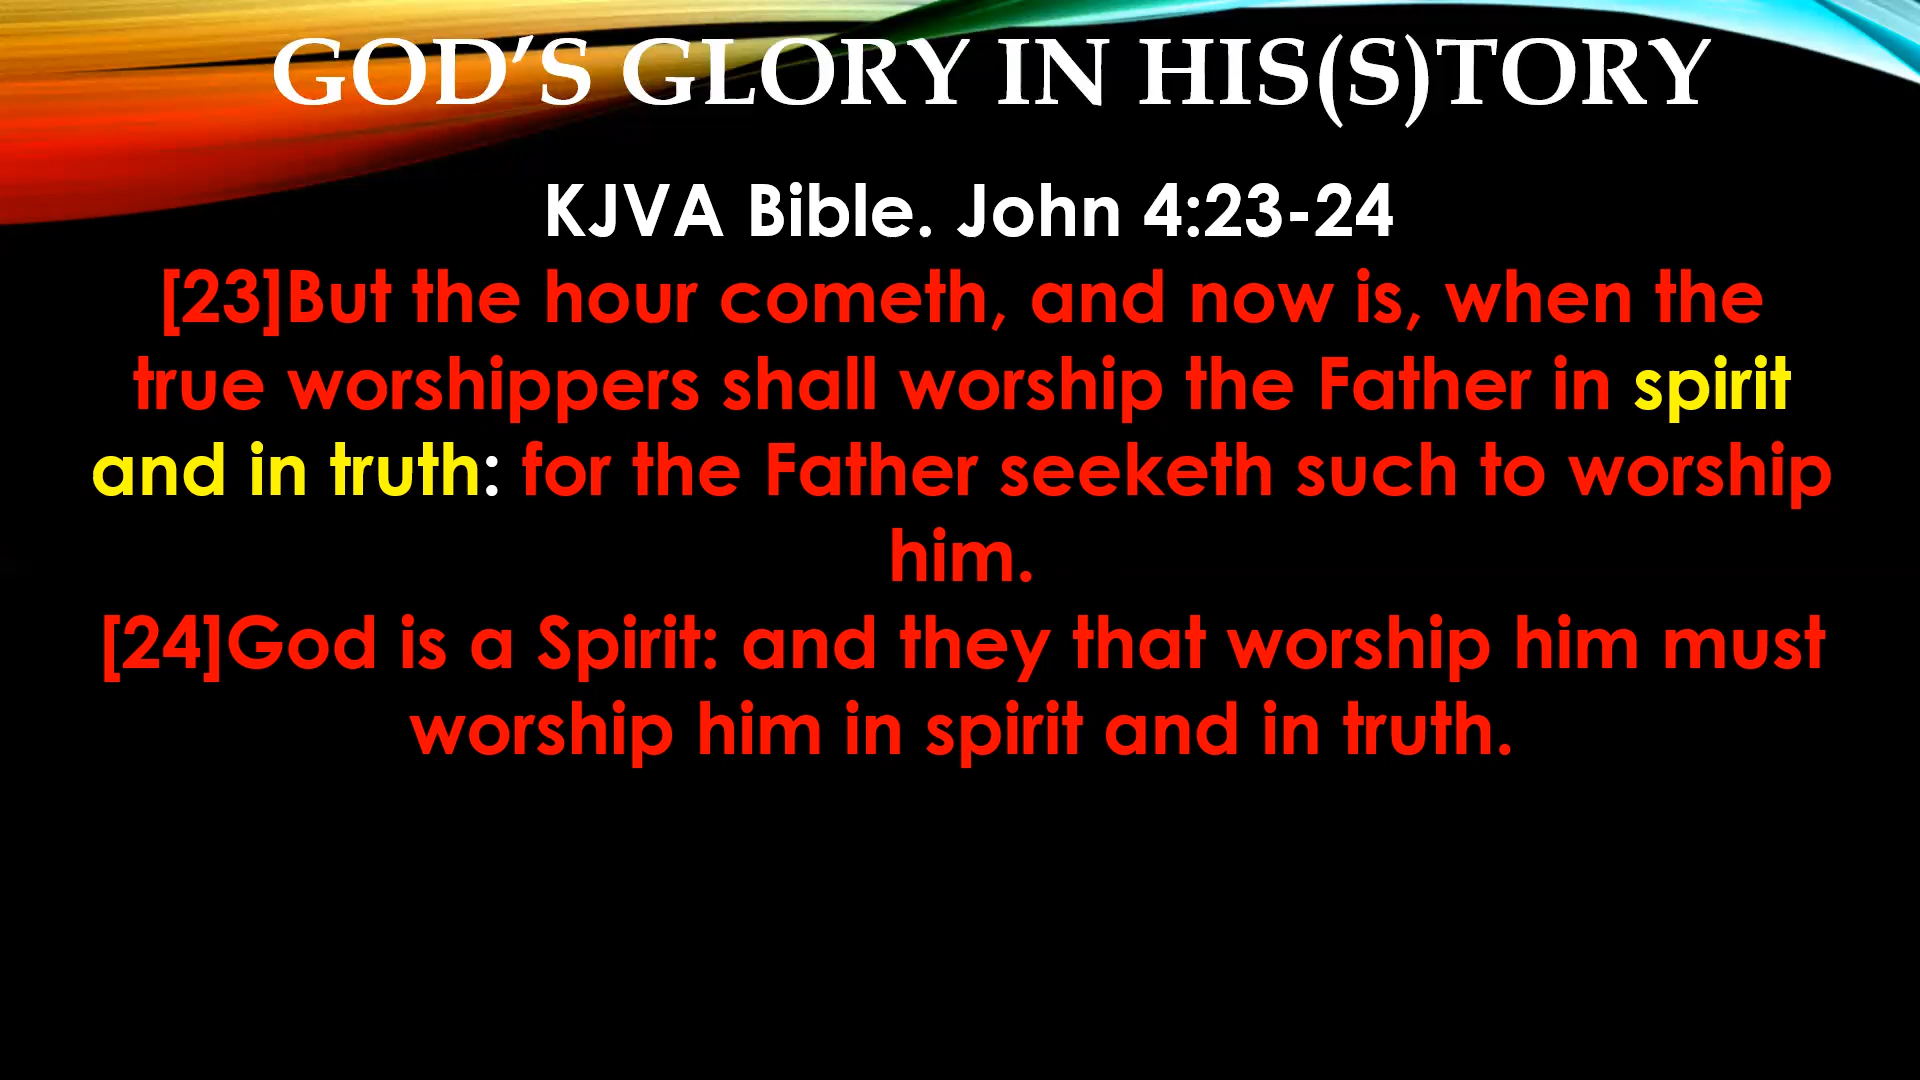 GOD’S GLORY IN HIS(S)TORY
KJVA Bible. John 4:23-24
[23]But the hour cometh, and now is, when the
true worshippers shall worship the Father in spirit
and in truth: for the Father seeketh such to worship
him.
[24]God is a Spirit: and they that worship him must
worship him in spirit and in truth.